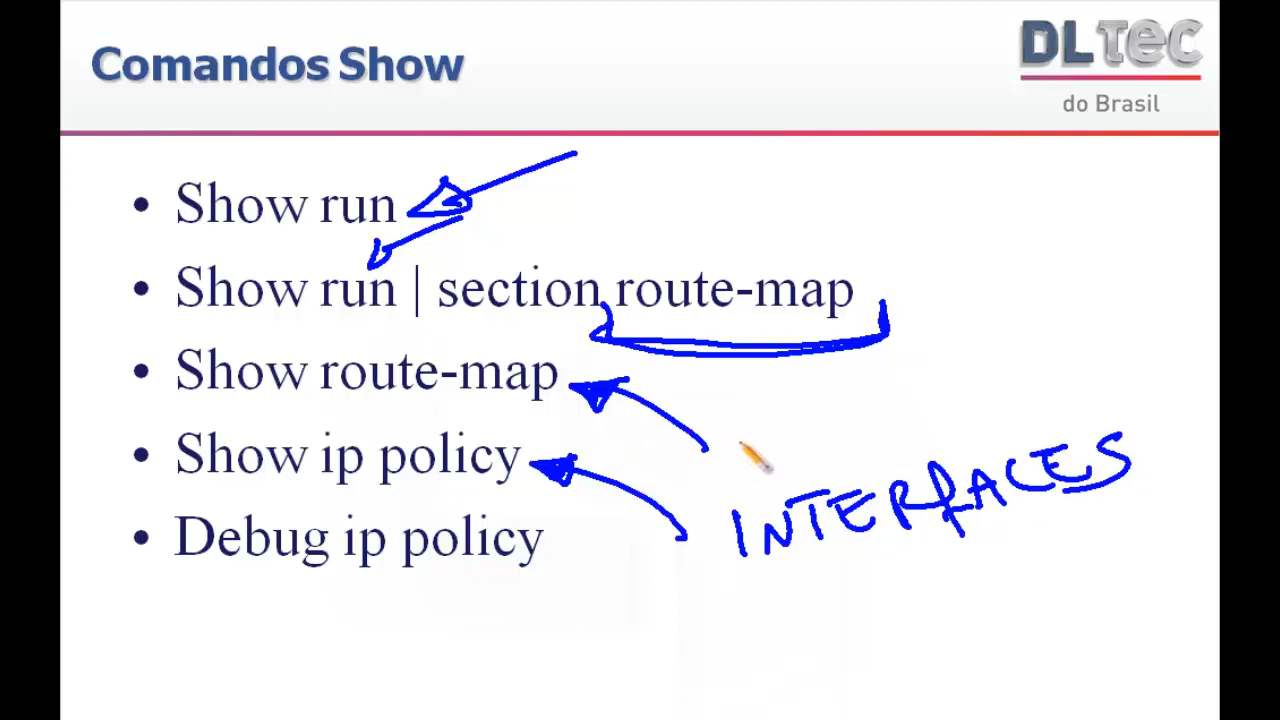 Comandos Show
DLTEC
do Brasil
• Show run
• Show run | section route-map
• Show route-map
• Show ip policy
• Debug ip policy
INTERFACES